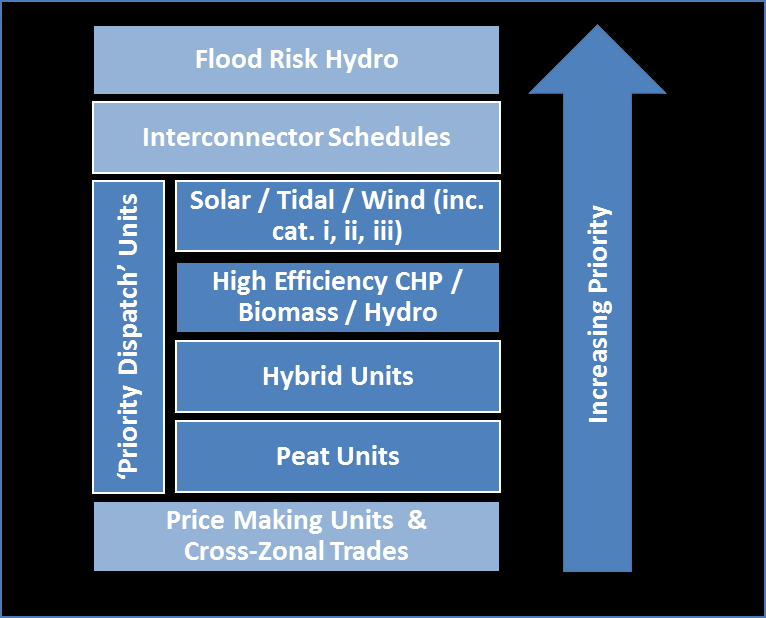 Flood Risk Hydro
Interconnector Schedules
'Priority Dispatch' Units
Solar / Tidal / Wind (inc.
cat. i, ii, iii)
High Efficiency CHP /
Biomass / Hydro
Hybrid Units
Peat Units
Price Making Units &
Cross-Zonal Trades
Increasing Priority